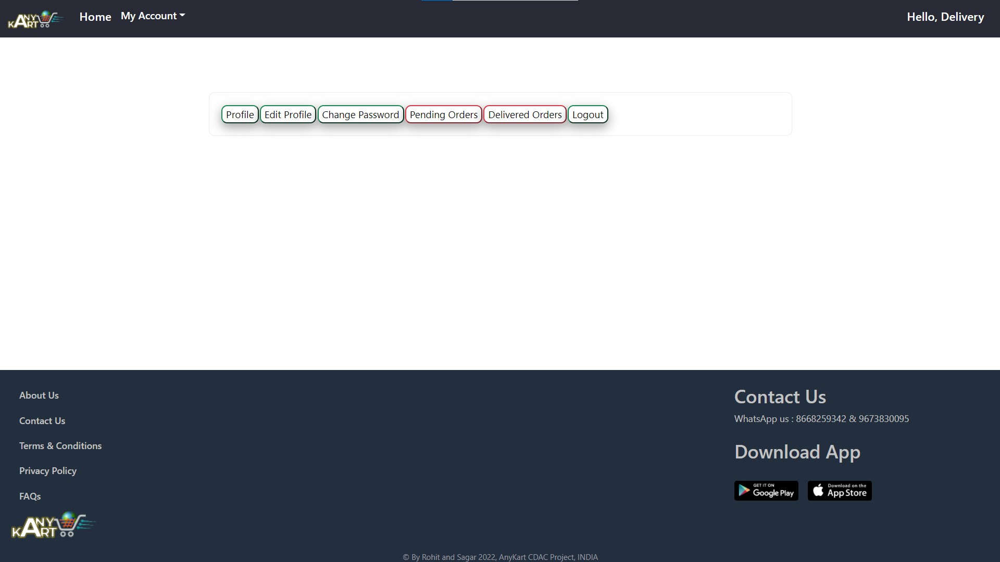 ANY KART
Home
My Account
Hello, Delivery
Profile
Edit Profile
Change Password
Pending Orders
Delivered Orders
Logout
About Us
Contact Us
Terms & Conditions
Privacy Policy
FAQs
ANY KART
Contact Us
WhatsApp us : 8668259342 & 9673830095
Download App
GET IT ON
Google Play
Download on the
App Store
© By Rohit and Sagar 2022, AnyKart CDAC Project, INDIA